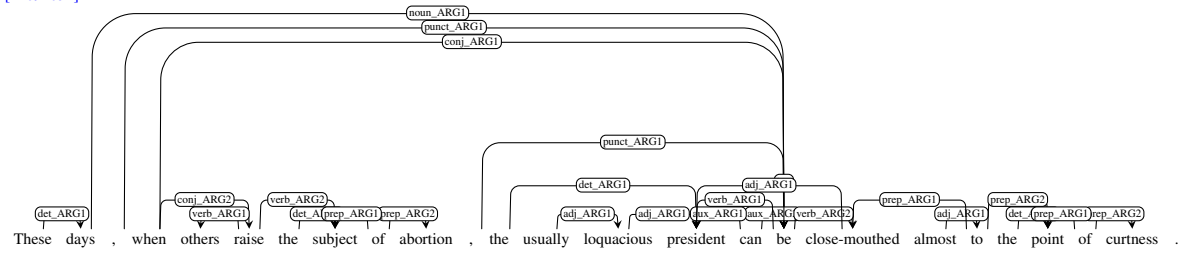 noun_ARG1
punct_ARG1
conj_ARG1
punct_ARG1
det_ARG1 adj_ARG1
conj_ARG2 verb_ARG2 verb_ARG1 prep_ARG1 prep_ARG2
det_ARG1 verb_ARG1 prep_ARG1 prep_ARG2 adj_ARG1 adj_ARG1 aux_ARG1 verb_ARG2 adj_ARG1 prep_ARG1
These days , when others raise the subject of abortion , the usually loquacious president can be close-mouthed almost to the point of curtness .